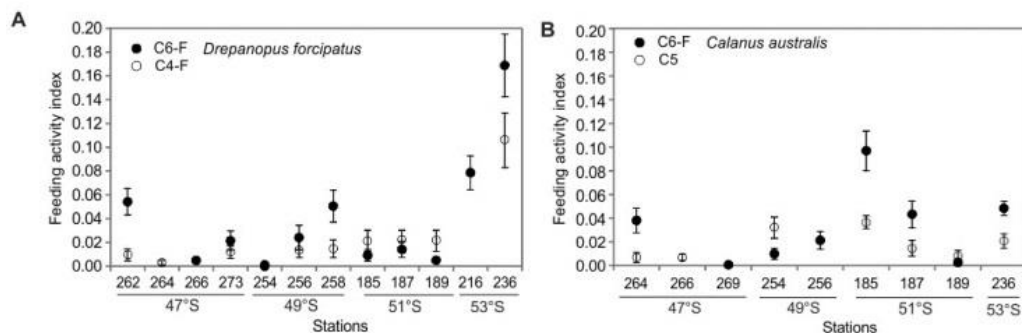 A
Feeding activity index
0.20
0.18
0.16
0.14
0.12
0.10
0.08
0.06
0.04
0.02
0.00
C6-F Drepanopus forcipatus
C4-F
262 264 266 273 254 256 258 185 187 189 216 236
47°S 49°S 51°S 53°S
Stations
B
Feeding activity index
0.20
0.18
0.16
0.14
0.12
0.10
0.08
0.06
0.04
0.02
0.00
C6-F Calanus australis
C5
264 266 269 254 256 185 187 189 236
47°S 49°S 51°S 53°S
Stations